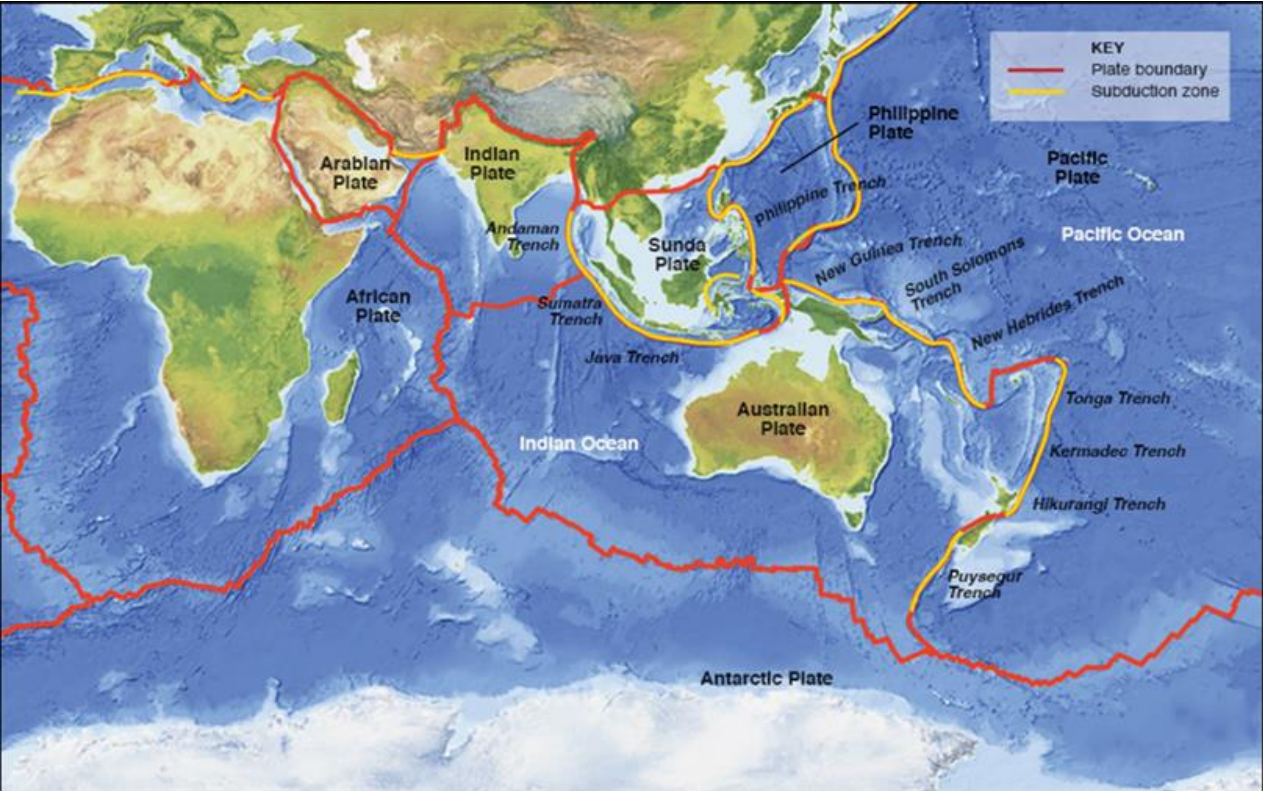 KEY
Plate boundary
Subduction zone
Philippine
Plate
Pacific
Plate
Arabian
Plate
Indian
Plate
Philippine Trench
Andaman
Trench
Sunda
Plate
Pacific Ocean
New Guinea Trench
South Solomons
Trench
African
Plate
Sumatra
Trench
New Hebrides Trench
Java Trench
Tonga Trench
Australian
Plate
Indian Ocean
Kermadec Trench
Hikurangi Trench
Puysegur
Trench
Antarctic Plate